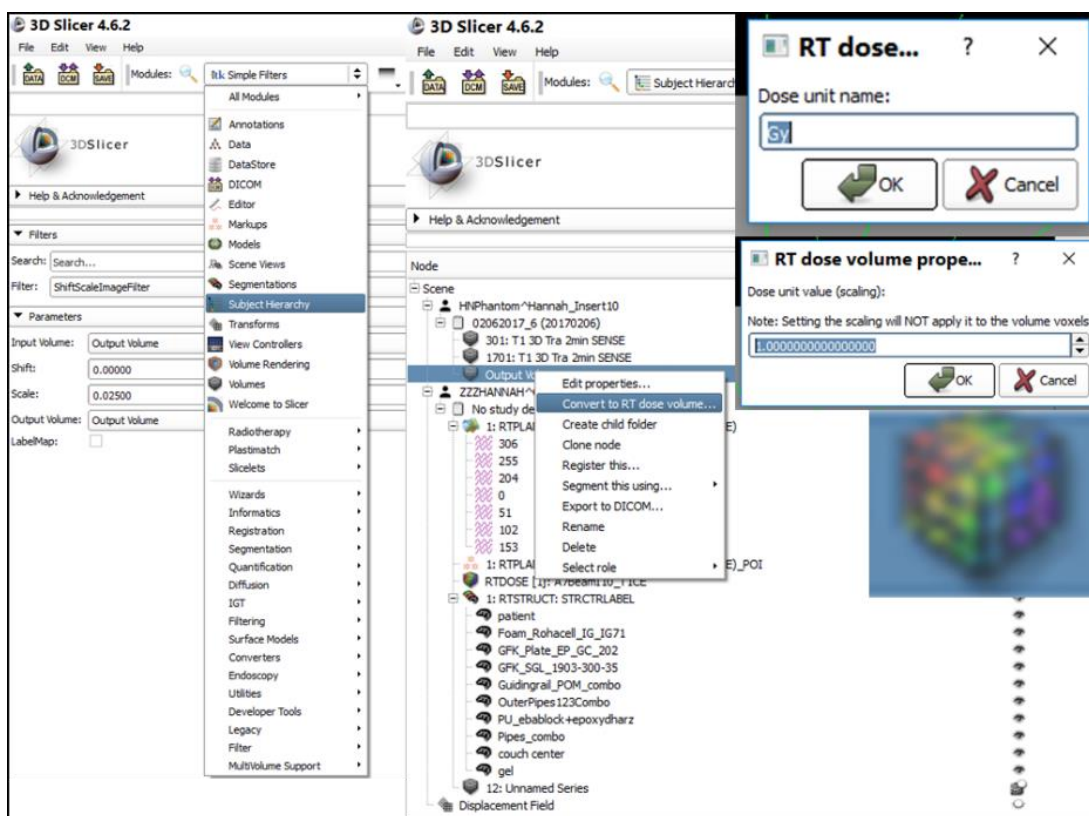 3D Slicer 4.6.2
File Edit View Help
DATA DCM SAVE Modules: Itk Simple Filters
3DSlicer
Help & Acknowledgement
Filters
Search: Search...
Filter: ShiftScaleImageFilter
Parameters
Input Volume: Output Volume
Shift: 0.00000
Scale: 0.02500
Output Volume: Output Volume
LabelMap:
All Modules
Annotations
Data
DataStore
DICOM
Editor
Markups
Models
Scene Views
Segmentations
Subject Hierarchy
Transforms
View Controllers
Volume Rendering
Volumes
Welcome to Slicer
Radiotherapy
Plastimatch
Slicelets
Wizards
Informatics
Registration
Segmentation
Quantification
Diffusion
IGT
Filtering
Surface Models
Converters
Endoscopy
Utilities
Developer Tools
Legacy
Filter
MultiVolume Support
3D Slicer 4.6.2
File Edit View Help
DATA DCM SAVE Modules: Subject Hierarch
3DSlicer
Help & Acknowledgement
Node
Scene
HNPhantom^Hannah_Insert10
02062017_6 (20170206)
301: T1 3D Tra 2min SENSE
1701: T1 3D Tra 2min SENSE
Output Vo
ZZZHANNAH^
No study de
1: RTPLA E)
306
255
204
0
51
102
153
1: RTPLA E)_POI
RTDOSE [1]: A7beam110_TICE
1: RTSTRUCT: STRCTRLABEL
patient
Foam_Rohacell_IG_IG71
GFK_Plate_EP_GC_202
GFK_SGL_1903-300-35
Guidingrail_POM_combo
OuterPipes123Combo
PU_ebablock+epoxydharz
Pipes_combo
couch center
gel
12: Unnamed Series
Displacement Field
Edit properties...
Convert to RT dose volume...
Create child folder
Clone node
Register this...
Segment this using...
Export to DICOM...
Rename
Delete
Select role
RT dose... ?
Dose unit name:
Gy
OK Cancel
RT dose volume prope... ?
Dose unit value (scaling):
Note: Setting the scaling will NOT apply it to the volume voxels
1.0000000000000000
OK Cancel